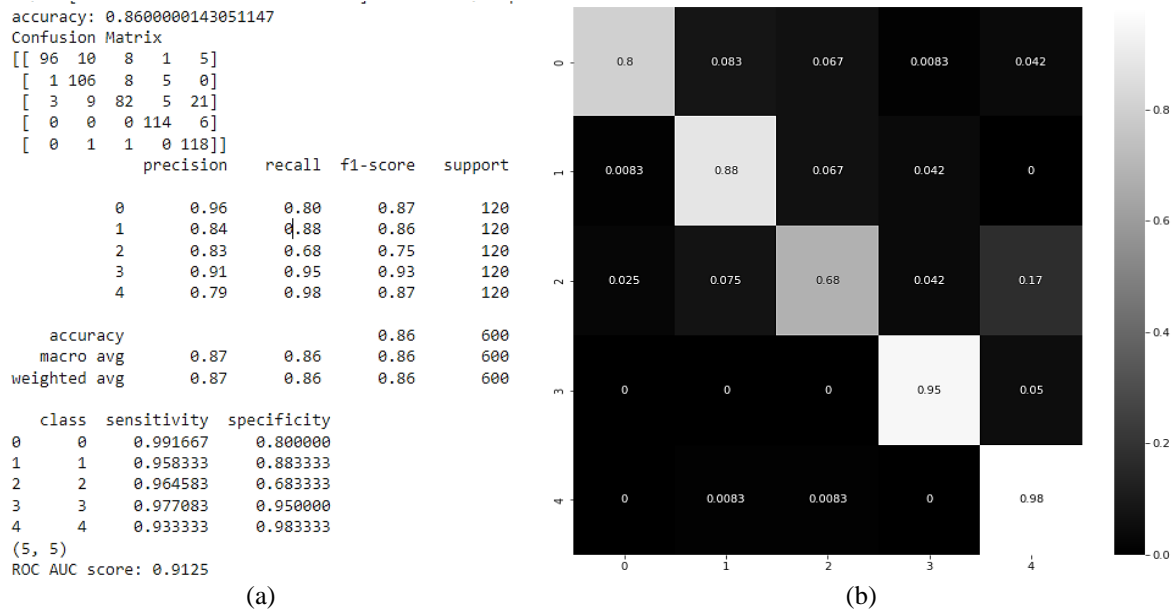 accuracy: 0.8600000143051147
Confusion Matrix
[[ 96 10 8 1 5]
[ 1 106 8 5 0]
[ 3 9 82 5 21]
[ 0 0 0 114 6]
[ 0 1 1 0 118]]
precision recall f1-score support
0 0.96 0.80 0.87 120
1 0.84 0.88 0.86 120
2 0.83 0.68 0.75 120
3 0.91 0.95 0.93 120
4 0.79 0.98 0.87 120
accuracy 0.86 600
macro avg 0.87 0.86 0.86 600
weighted avg 0.87 0.86 0.86 600
class sensitivity specificity
0 0 0.991667 0.800000
1 1 0.958333 0.883333
2 2 0.964583 0.683333
3 3 0.977083 0.950000
4 4 0.933333 0.983333
(5, 5)
ROC AUC score: 0.9125
(a)
0 0.8 0.083 0.067 0.0083 0.042
1 0.0083 0.88 0.067 0.042 0
2 0.025 0.075 0.68 0.042 0.17
3 0 0 0 0.95 0.05
4 0 0.0083 0.0083 0 0.98
0 1 2 3 4
0.8
0.6
0.4
0.2
0.0
(b)